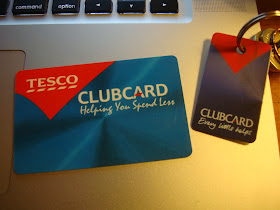 command
option
TESCO
CLUBCARD
Helping You Spend Less
CLUBCARD
Every little helps